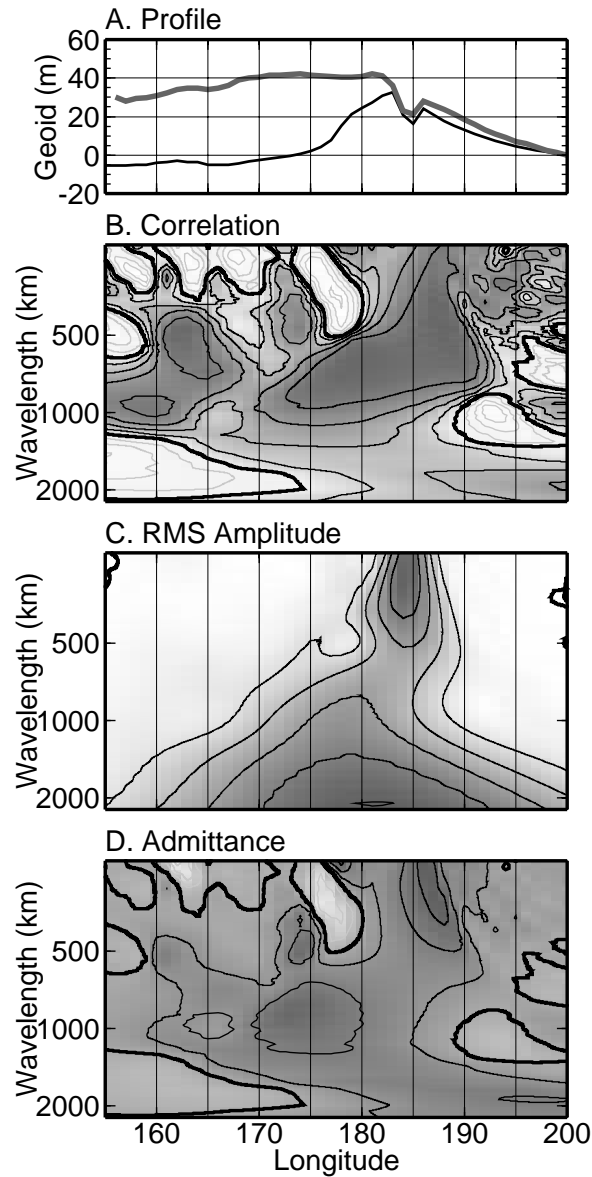 A. Profile
Geoid (m)
60
40
20
0
-20
B. Correlation
Wavelength (km)
500
1000
2000
C. RMS Amplitude
Wavelength (km)
500
1000
2000
D. Admittance
Wavelength (km)
500
1000
2000
160 170 180 190 200
Longitude